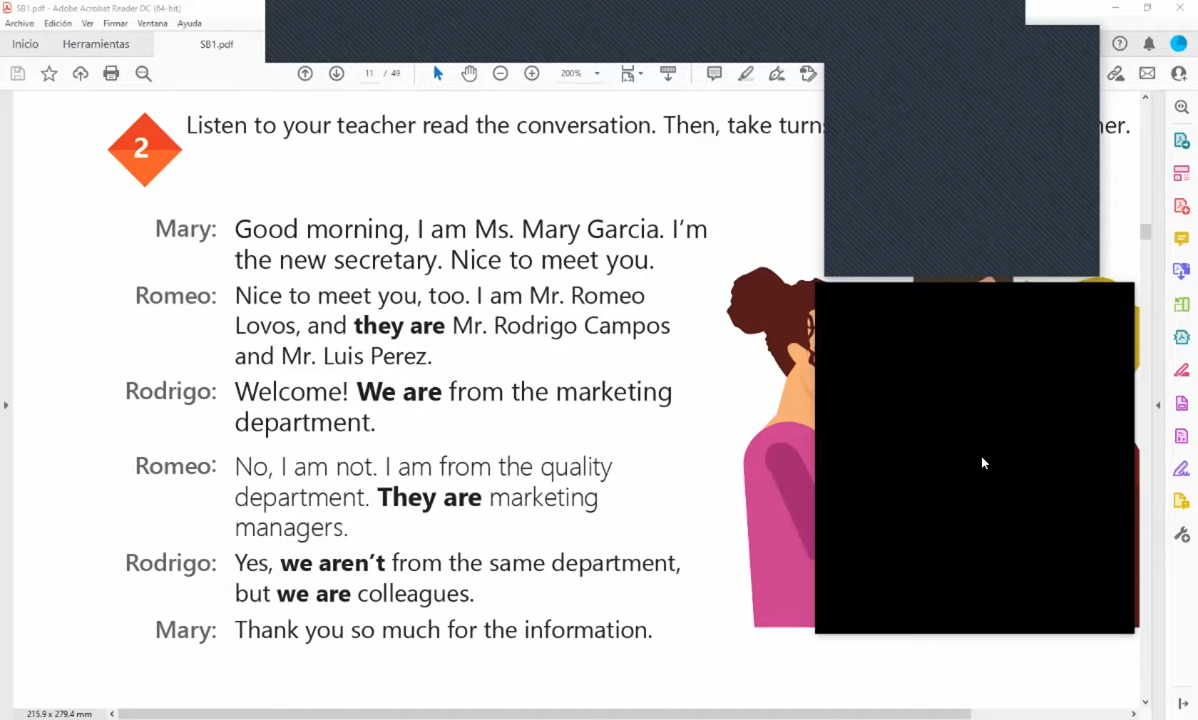 SB1.pdf - Adobe Acrobat Reader DC (64-bit)
Archivo Edición Ver Firmar Ventana Ayuda
Inicio Herramientas SB1.pdf
11 / 49 200%
2
Listen to your teacher read the conversation. Then, take turns
Mary: Good morning, I am Ms. Mary Garcia. I'm
the new secretary. Nice to meet you.
Romeo: Nice to meet you, too. I am Mr. Romeo
Lovos, and they are Mr. Rodrigo Campos
and Mr. Luis Perez.
Rodrigo: Welcome! We are from the marketing
department.
Romeo: No, I am not. I am from the quality
department. They are marketing
managers.
Rodrigo: Yes, we aren't from the same department,
but we are colleagues.
Mary: Thank you so much for the information.
215.9 x 279.4 mm